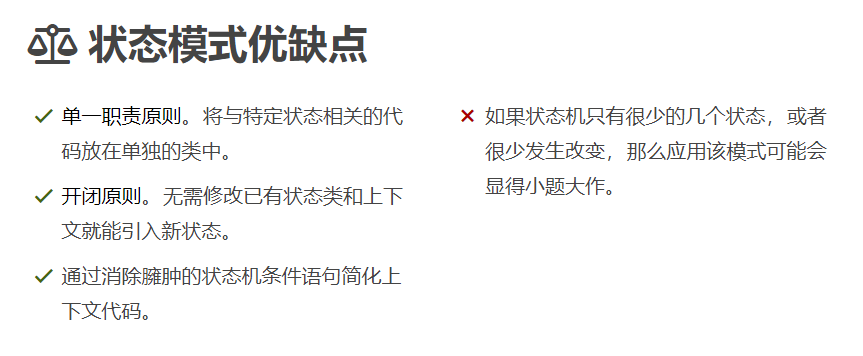 状态模式优缺点
单一职责原则。将与特定状态相关的代
码放在单独的类中。
开闭原则。无需修改已有状态类和上下
文就能引入新状态。
通过消除臃肿的状态机条件语句简化上
下文代码。
如果状态机只有很少的几个状态，或者
很少发生改变，那么应用该模式可能会
显得小题大作。